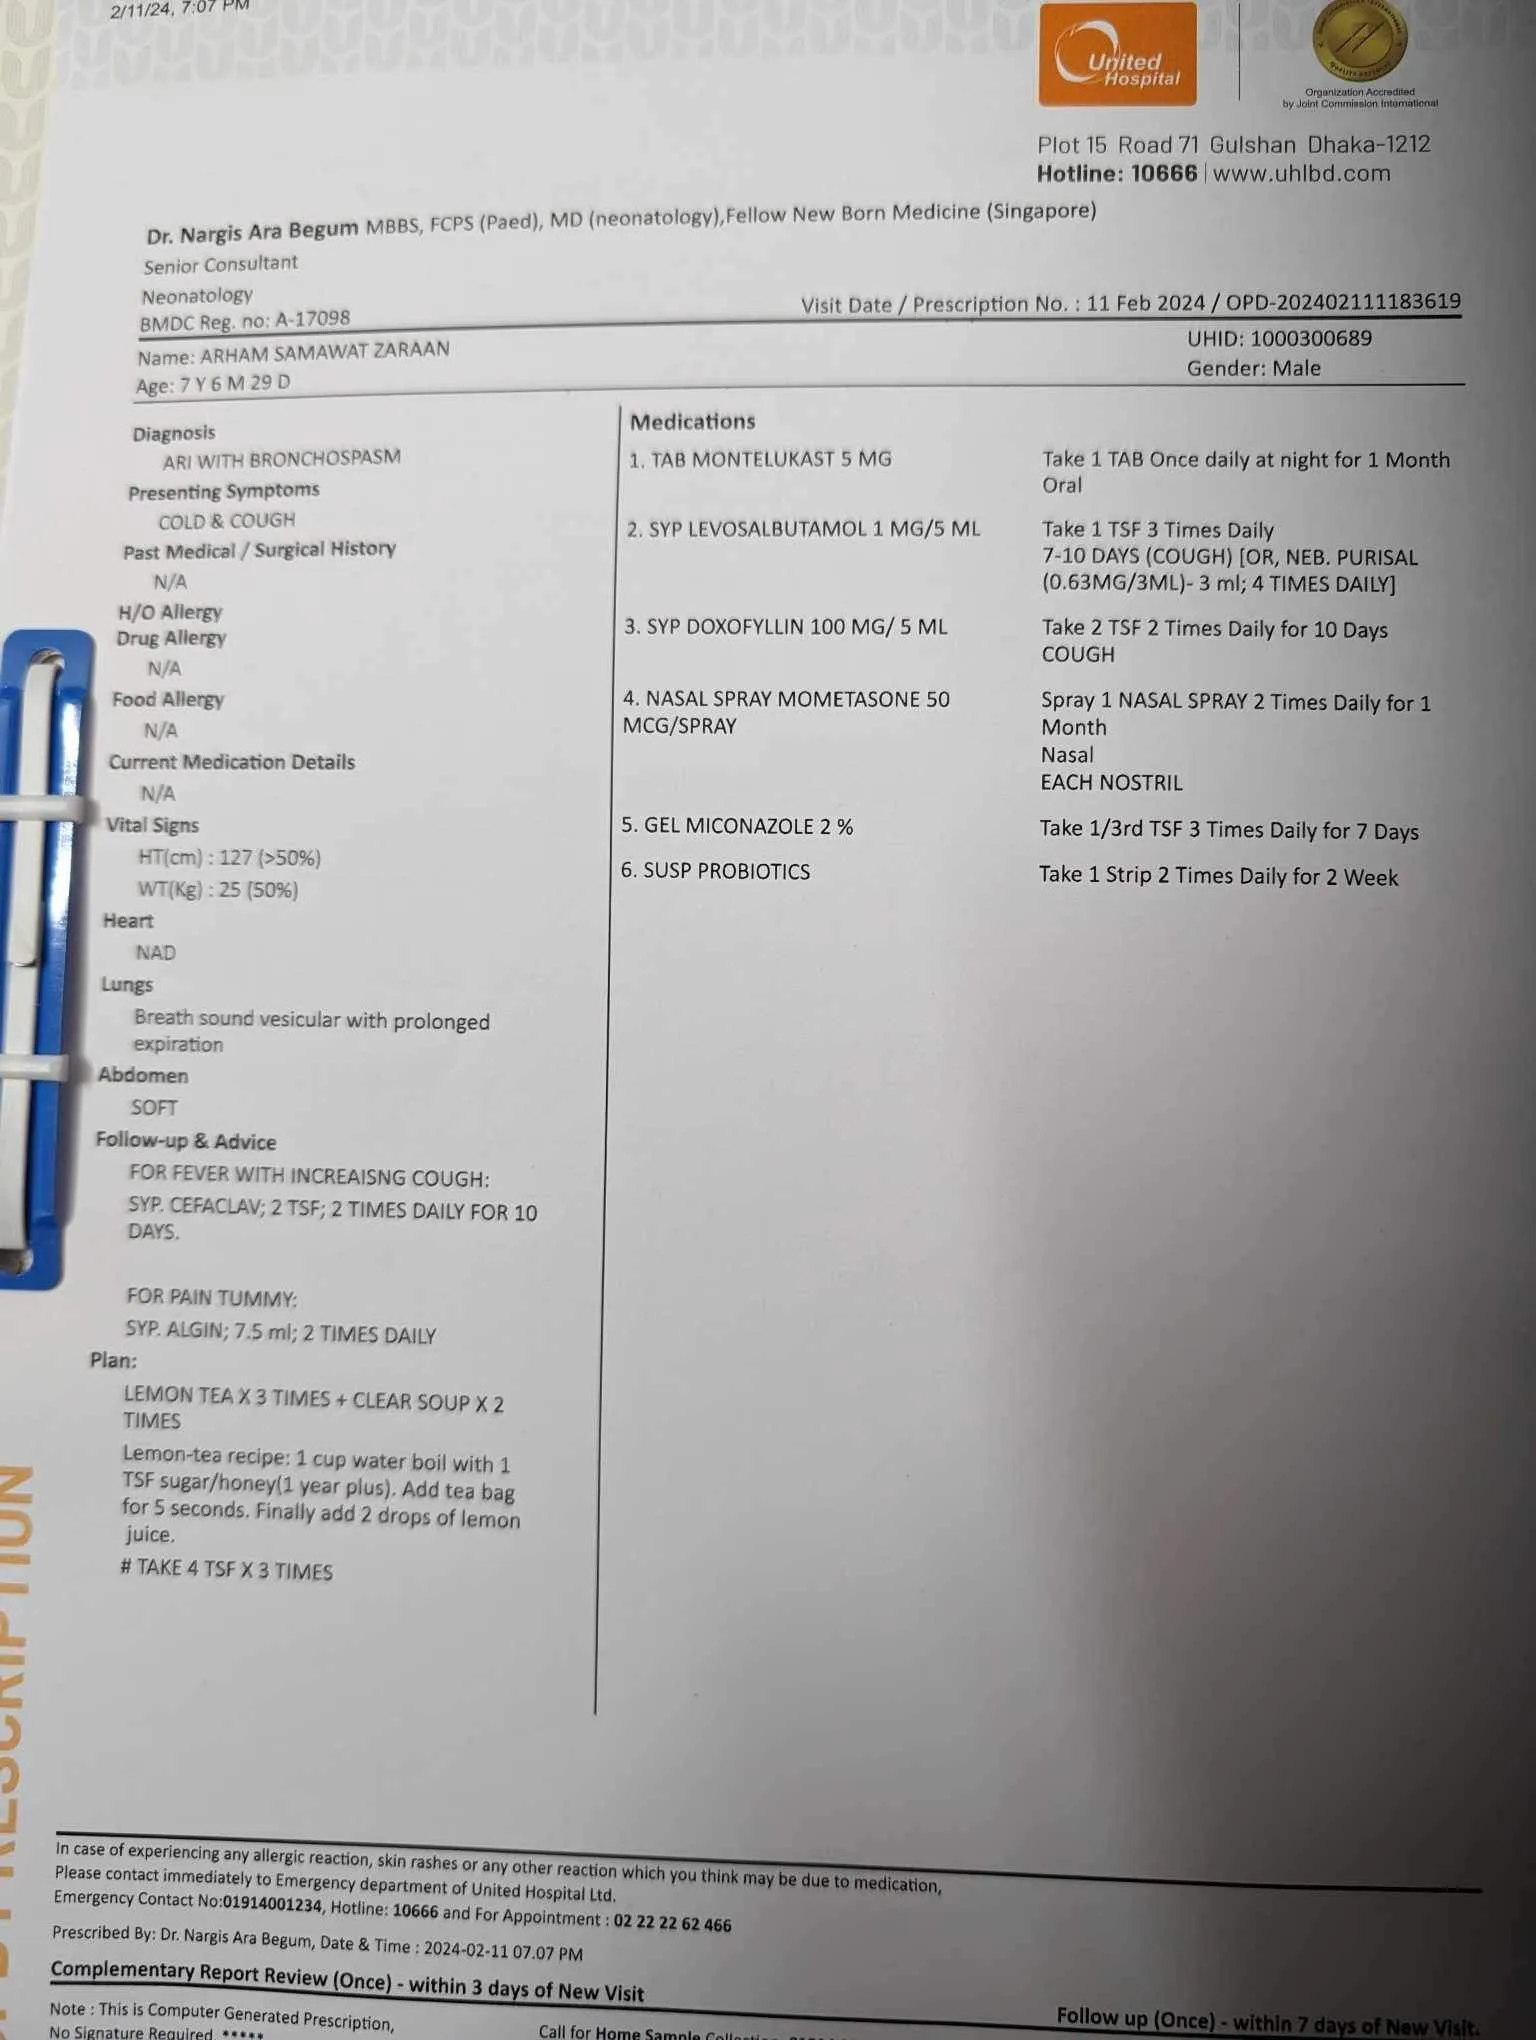 2/11/24, 7:07 PM
United
Hospital
Organization Accredited
by Joint Commission International
Plot 15 Road 71 Gulshan Dhaka-1212
Hotline: 10666 | www.uhlbd.com
Dr. Nargis Ara Begum MBBS, FCPS (Paed), MD (neonatology),Fellow New Born Medicine (Singapore)
Senior Consultant
Neonatology
BMDC Reg. no: A-17098
Visit Date / Prescription No. : 11 Feb 2024 / OPD-202402111183619
Name: ARHAM SAMAWAT ZARAAN
UHID: 1000300689
Age: 7 Y 6 M 29 D
Gender: Male
Diagnosis
ARI WITH BRONCHOSPASM
Presenting Symptoms
COLD & COUGH
Past Medical / Surgical History
N/A
H/O Allergy
Drug Allergy
N/A
Food Allergy
N/A
Current Medication Details
N/A
Vital Signs
HT(cm) : 127 (>50%)
WT(Kg) : 25 (50%)
Heart
NAD
Lungs
Breath sound vesicular with prolonged
expiration
Abdomen
SOFT
Follow-up & Advice
FOR FEVER WITH INCREAISNG COUGH:
SYP. CEFACLAV; 2 TSF; 2 TIMES DAILY FOR 10
DAYS.
FOR PAIN TUMMY:
SYP. ALGIN; 7.5 ml; 2 TIMES DAILY
Plan:
LEMON TEA X 3 TIMES + CLEAR SOUP X 2
TIMES
Lemon-tea recipe: 1 cup water boil with 1
TSF sugar/honey(1 year plus). Add tea bag
for 5 seconds. Finally add 2 drops of lemon
juice.
# TAKE 4 TSF X 3 TIMES
Medications
1. TAB MONTELUKAST 5 MG
Take 1 TAB Once daily at night for 1 Month
Oral
2. SYP LEVOSALBUTAMOL 1 MG/5 ML
Take 1 TSF 3 Times Daily
7-10 DAYS (COUGH) [OR, NEB. PURISAL
(0.63MG/3ML)- 3 ml; 4 TIMES DAILY]
3. SYP DOXOFYLLIN 100 MG/ 5 ML
Take 2 TSF 2 Times Daily for 10 Days
COUGH
4. NASAL SPRAY MOMETASONE 50
MCG/SPRAY
Spray 1 NASAL SPRAY 2 Times Daily for 1
Month
Nasal
EACH NOSTRIL
5. GEL MICONAZOLE 2 %
Take 1/3rd TSF 3 Times Daily for 7 Days
6. SUSP PROBIOTICS
Take 1 Strip 2 Times Daily for 2 Week
In case of experiencing any allergic reaction, skin rashes or any other reaction which you think may be due to medication,
Please contact immediately to Emergency department of United Hospital Ltd.
Emergency Contact No:01914001234, Hotline: 10666 and For Appointment : 02 22 22 62 466
Prescribed By: Dr. Nargis Ara Begum, Date & Time : 2024-02-11 07.07 PM
Complementary Report Review (Once) - within 3 days of New Visit
Follow up (Once) - within 7 days of New Visit.
Note : This is Computer Generated Prescription,
No Signature Required. *****
Call for Home Sample
PRESCRIPTION